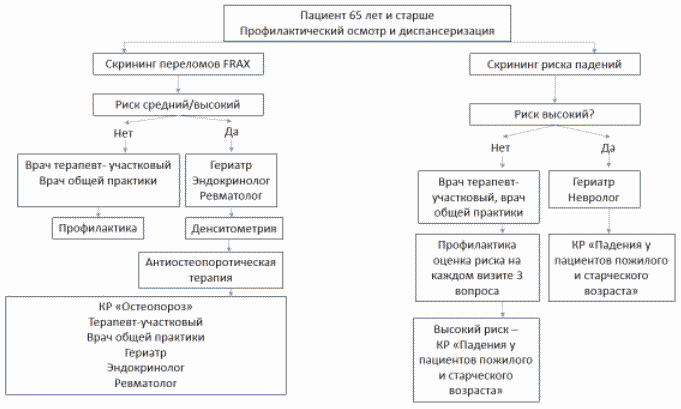 Пациент 65 лет и старше
Профилактический осмотр и диспансеризация
Скрининг переломов FRAX
Риск средний/высокий
Нет
Да
Врач терапевт- участковый
Врач общей практики
Гериатр
Эндокринолог
Ревматолог
Профилактика
Денситометрия
Антиостеопоротическая
терапия
КР «Остеопороз»
Терапевт-участковый
Врач общей практики
Гериатр
Эндокринолог
Ревматолог
Скрининг риска падений
Риск высокий?
Нет
Да
Врач терапевт-
участковый, врач
общей практики
Гериатр
Невролог
Профилактика
оценка риска на
каждом визите 3
вопроса
КР «Падения у
пациентов пожилого
и старческого
возраста»
Высокий риск –
КР «Падения у
пациентов пожилого
и старческого
возраста»